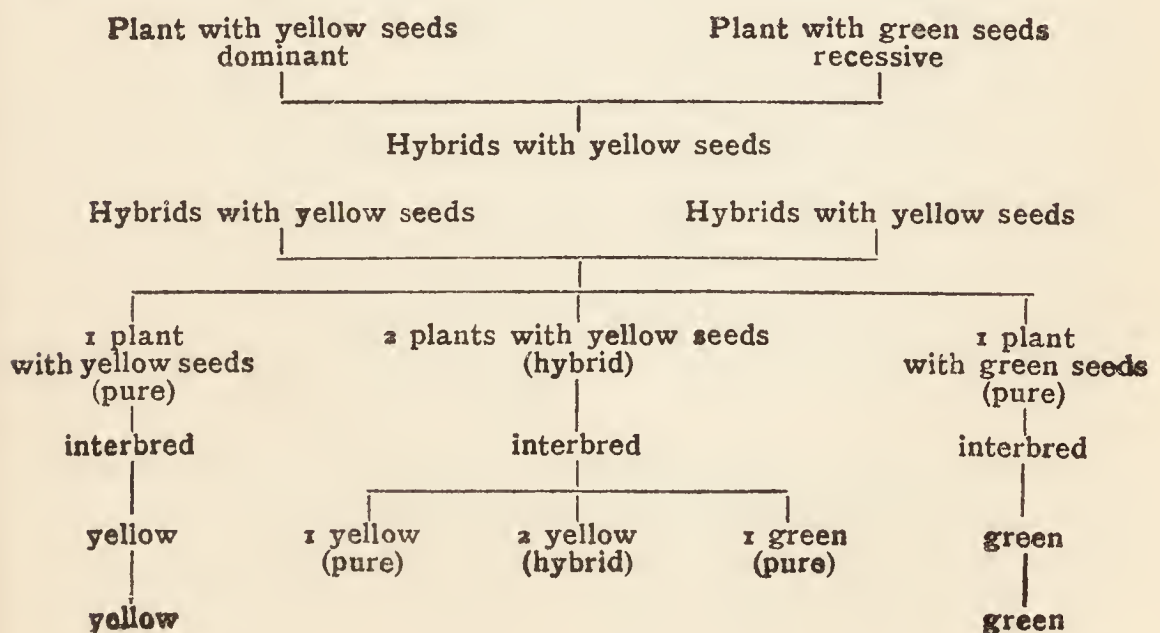 Plant with yellow seeds
dominant
Plant with green seeds
recessive
Hybrids with yellow seeds
Hybrids with yellow seeds
Hybrids with yellow seeds
1 plant
with yellow seeds
(pure)
2 plants with yellow seeds
(hybrid)
1 plant
with green seeds
(pure)
interbred
interbred
interbred
yellow
1 yellow
(pure)
2 yellow
(hybrid)
1 green
(pure)
green
yellow
green